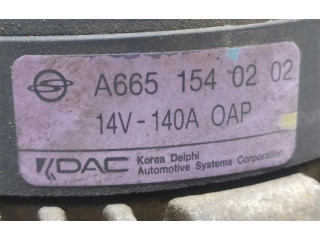 A665 154 02 02
14V-140A OAP
KDAC Korea Delphi
Automotive Systems Corporation